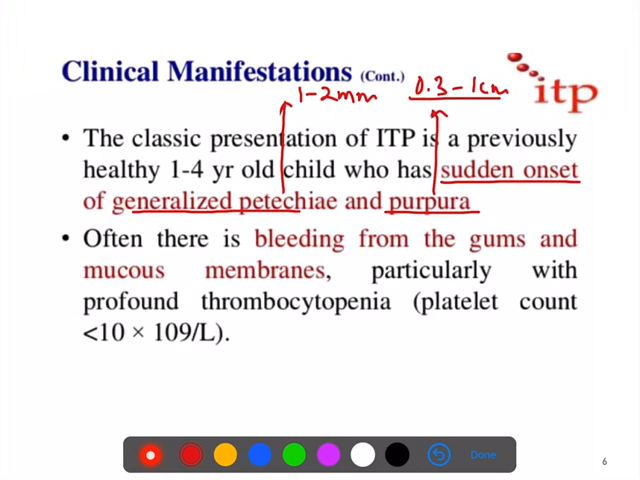 Clinical Manifestations (Cont.)
itp
1-2mm 0.3-1cm
• The classic presentation of ITP is a previously
healthy 1-4 yr old child who has sudden onset
of generalized petechiae and purpura
• Often there is bleeding from the gums and
mucous membranes, particularly with
profound thrombocytopenia (platelet count
<10 × 109/L).
Done
6